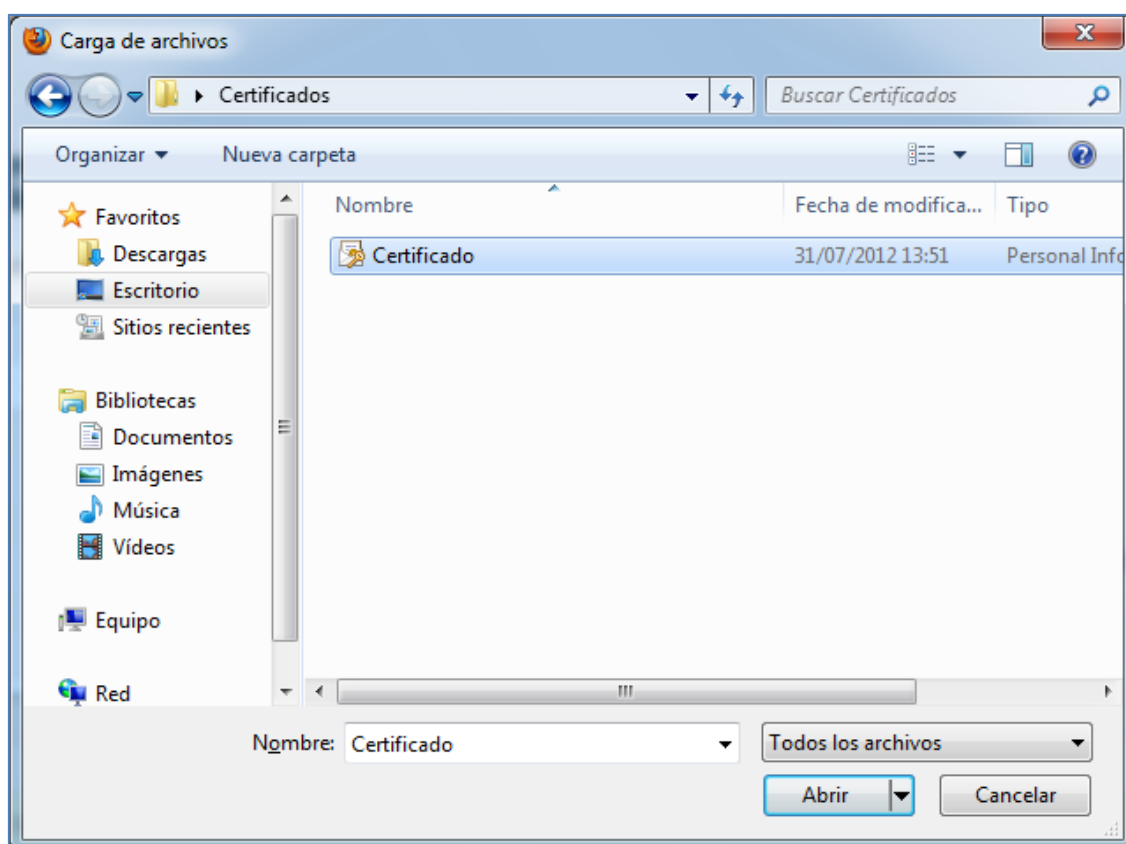 Carga de archivos
Certificados
Buscar Certificados
Organizar
Nueva carpeta
Favoritos
Descargas
Escritorio
Sitios recientes
Bibliotecas
Documentos
Imágenes
Música
Vídeos
Equipo
Red
Nombre Fecha de modifica... Tipo
Certificado 31/07/2012 13:51 Personal Info
Nombre: Certificado
Todos los archivos
Abrir
Cancelar